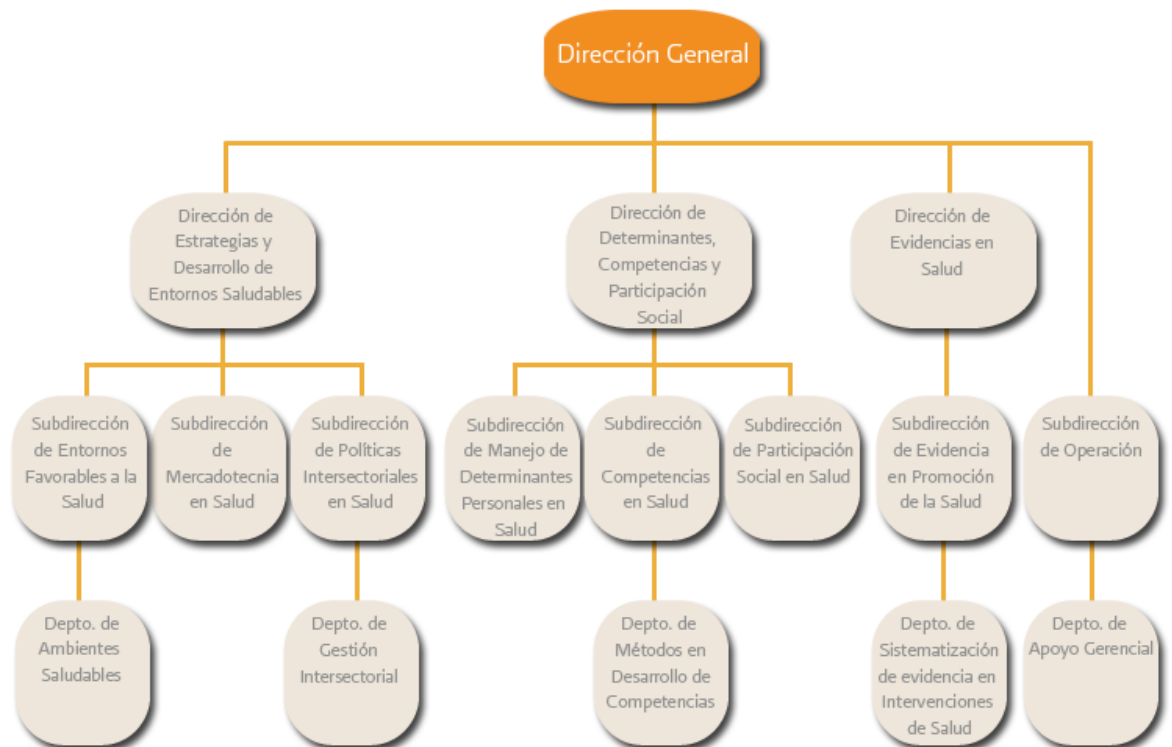 Dirección General
Dirección de
Estrategias y
Desarrollo de
Entornos Saludables
Dirección de
Determinantes,
Competencias y
Participación
Social
Dirección de
Evidencias en
Salud
Subdirección
de Entornos
Favorables a la
Salud
Subdirección
de
Mercadotecnia
en Salud
Subdirección
de Políticas
Intersectoriales
en Salud
Subdirección
de Manejo de
Determinantes
Personales en
Salud
Subdirección
de
Competencias
en Salud
Subdirección
de Participación
Social en Salud
Subdirección
de Evidencia
en Promoción
de la Salud
Subdirección
de Operación
Depto. de
Ambientes
Saludables
Depto. de
Gestión
Intersectorial
Depto. de
Métodos en
Desarrollo de
Competencias
Depto. de
Sistematización
de evidencia en
Intervenciones
de Salud
Depto. de
Apoyo Gerencial